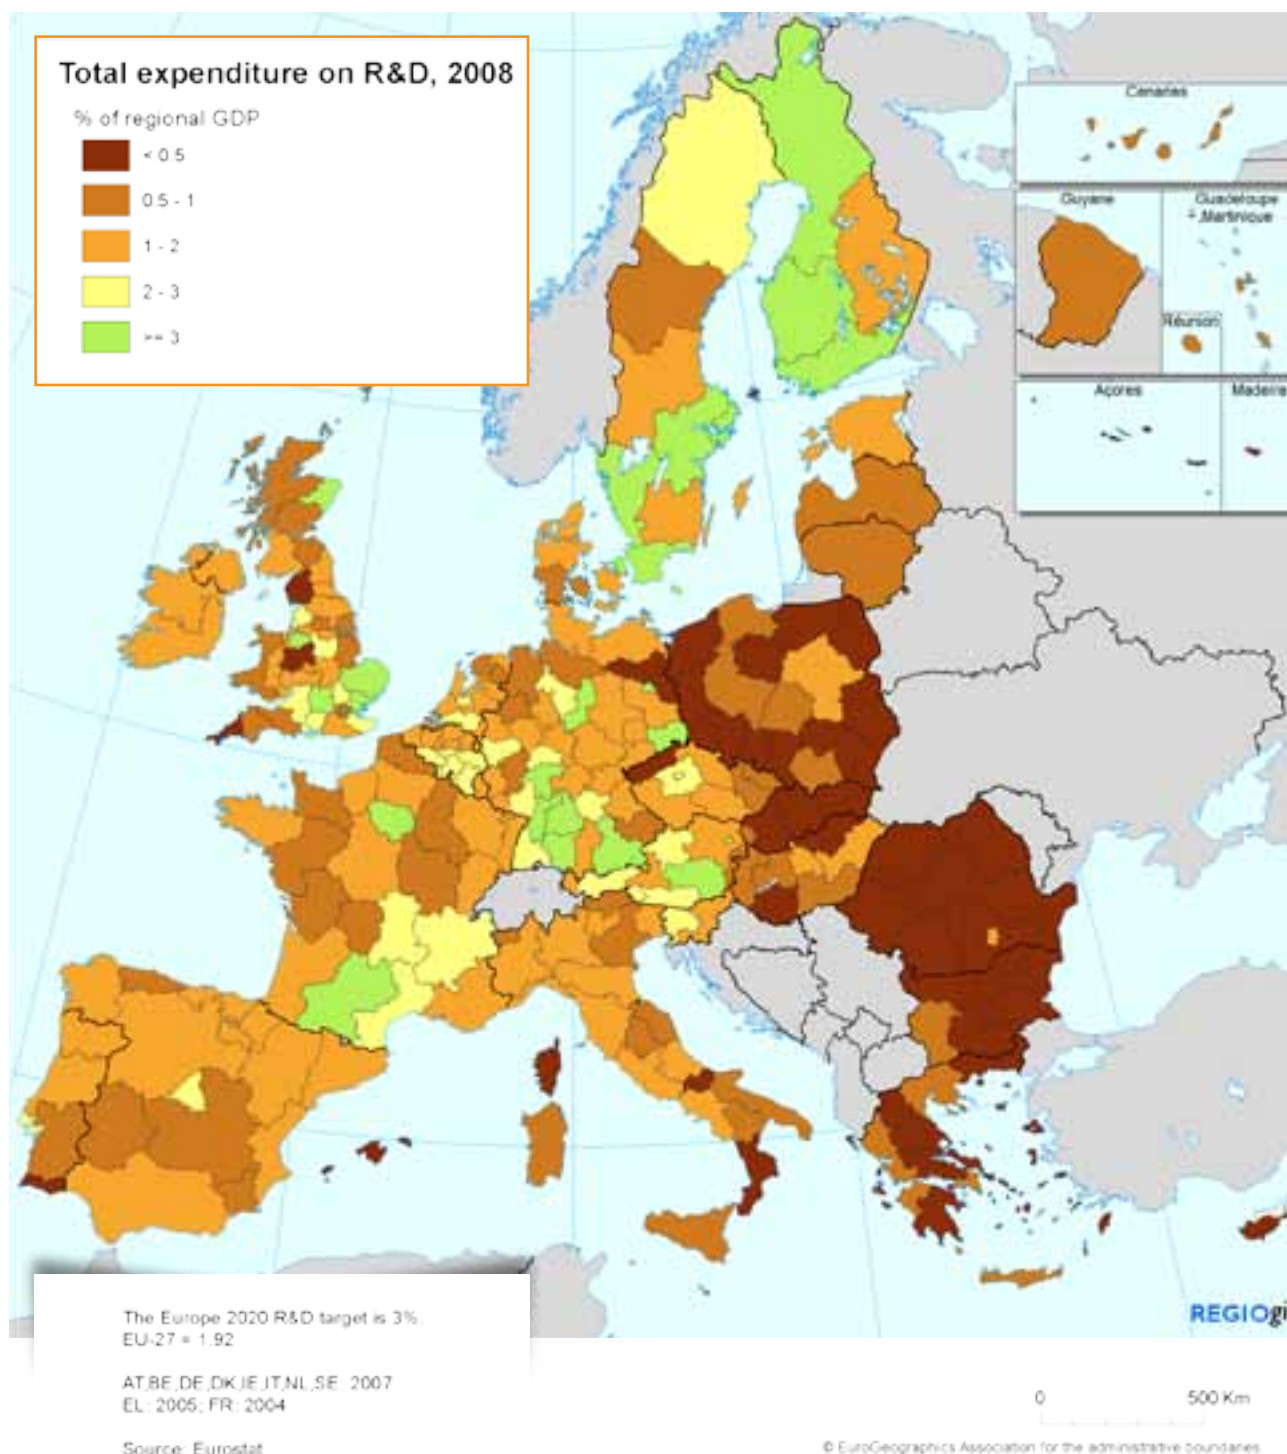 Total expenditure on R&D, 2008
% of regional GDP
< 0.5
0.5 - 1
1 - 2
2 - 3
>= 3
Canarias
Guyane
Guadeloupe
Martinique
Réunion
Açores
Madeira
REGIOgi
The Europe 2020 R&D target is 3%.
EU-27 = 1.92
AT,BE,DE,DK,IE,IT,NL,SE: 2007
EL: 2005; FR: 2004
Source: Eurostat
0 500 Km
© EuroGeographics Association for the administrative boundaries